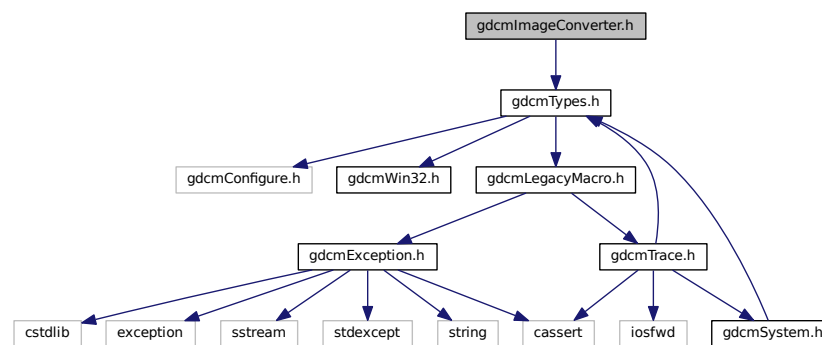 gdcmImageConverter.h
gdcmTypes.h
gdcmConfigure.h
gdcmWin32.h
gdcmLegacyMacro.h
gdcmException.h
gdcmTrace.h
cstdlib
exception
sstream
stdexcept
string
cassert
iosfwd
gdcmSystem.h